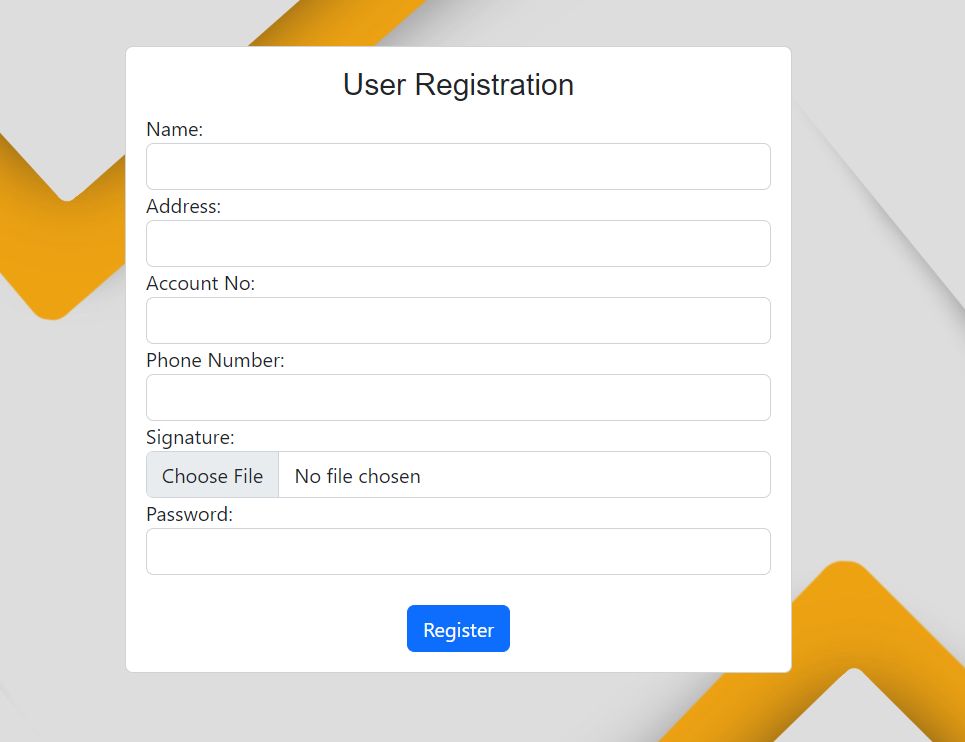 User Registration
Name:
Address:
Account No:
Phone Number:
Signature:
Choose File No file chosen
Password:
Register